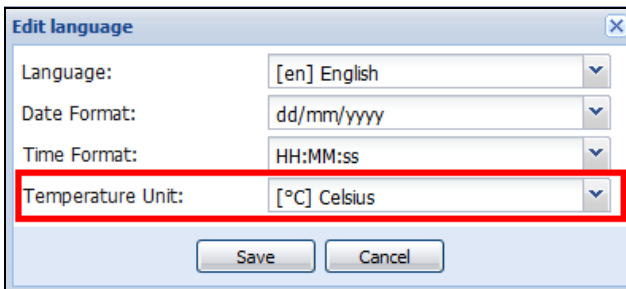 Edit language
Language: [en] English
Date Format: dd/mm/yyyy
Time Format: HH:MM:ss
Temperature Unit: [°C] Celsius
Save Cancel